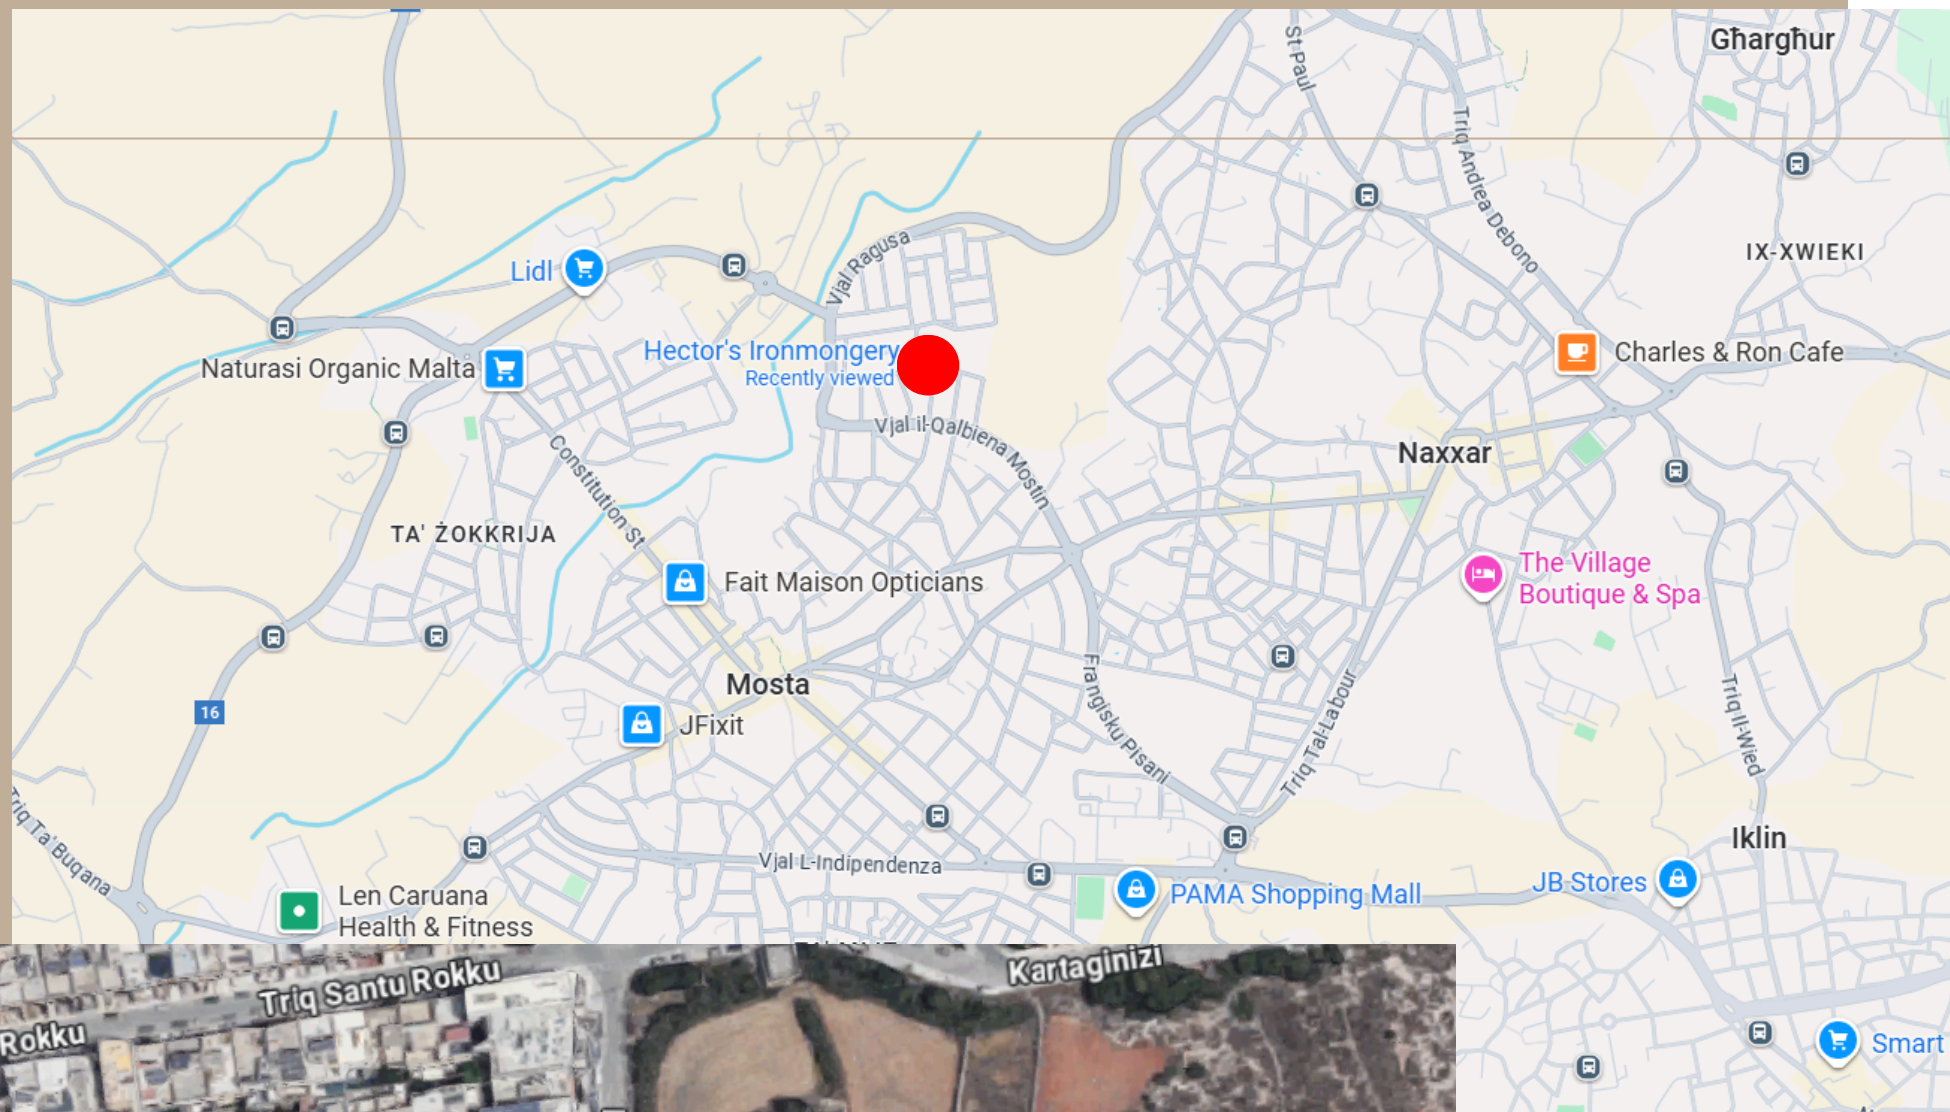 Għargħur
St Paul
Triq Andrea Debono
IX-XWIEKI
Vjal Ragusa
Lidl
Hector's Ironmongery
Recently viewed
Naturasi Organic Malta
Charles & Ron Cafe
Vjal il-Qalbiena Mostin
Naxxar
Constitution St
TA' ŻOKKRIJA
Fait Maison Opticians
The Village
Boutique & Spa
Mosta
16
JFixit
Franġisku Pisani
Triq Tal-Labour
Triq Il-Wied
Triq Ta' Buqana
Iklin
Vjal L-Indipendenza
Len Caruana
Health & Fitness
PAMA Shopping Mall
JB Stores
Triq Santu Rokku
Kartaginizi
Rokku
Smart